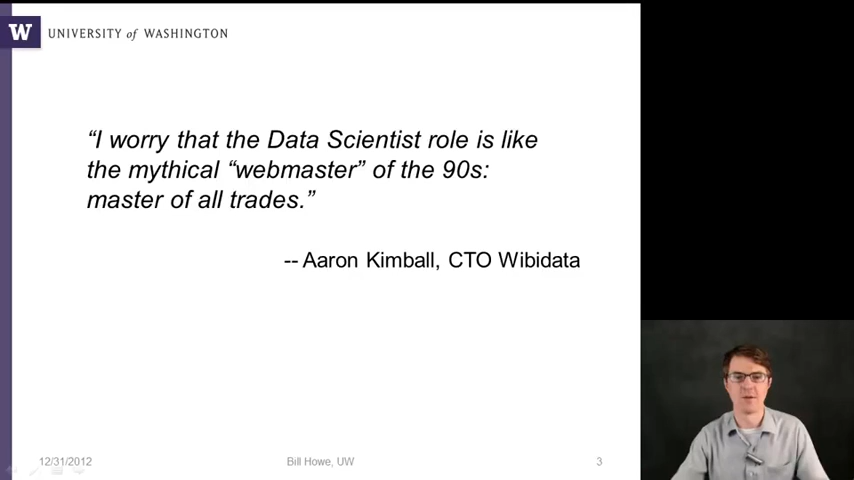 W UNIVERSITY of WASHINGTON
“I worry that the Data Scientist role is like
the mythical “webmaster” of the 90s:
master of all trades.”
-- Aaron Kimball, CTO Wibidata
12/31/2012 Bill Howe, UW 3